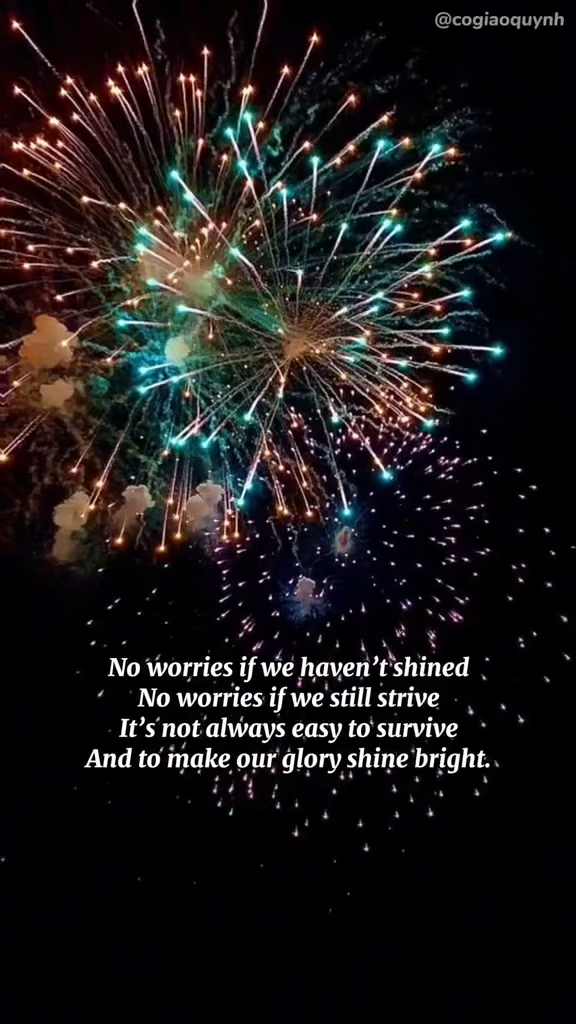 @cogiaoquynh
No worries if we haven't shined
No worries if we still strive
It's not always easy to survive
And to make our glory shine bright.